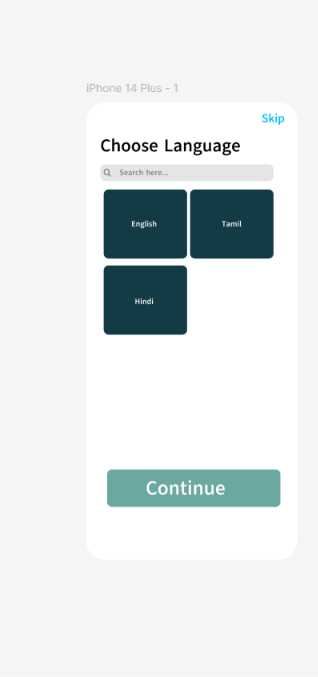 iPhone 14 Plus - 1
Skip
Choose Language
Search here...
English
Tamil
Hindi
Continue